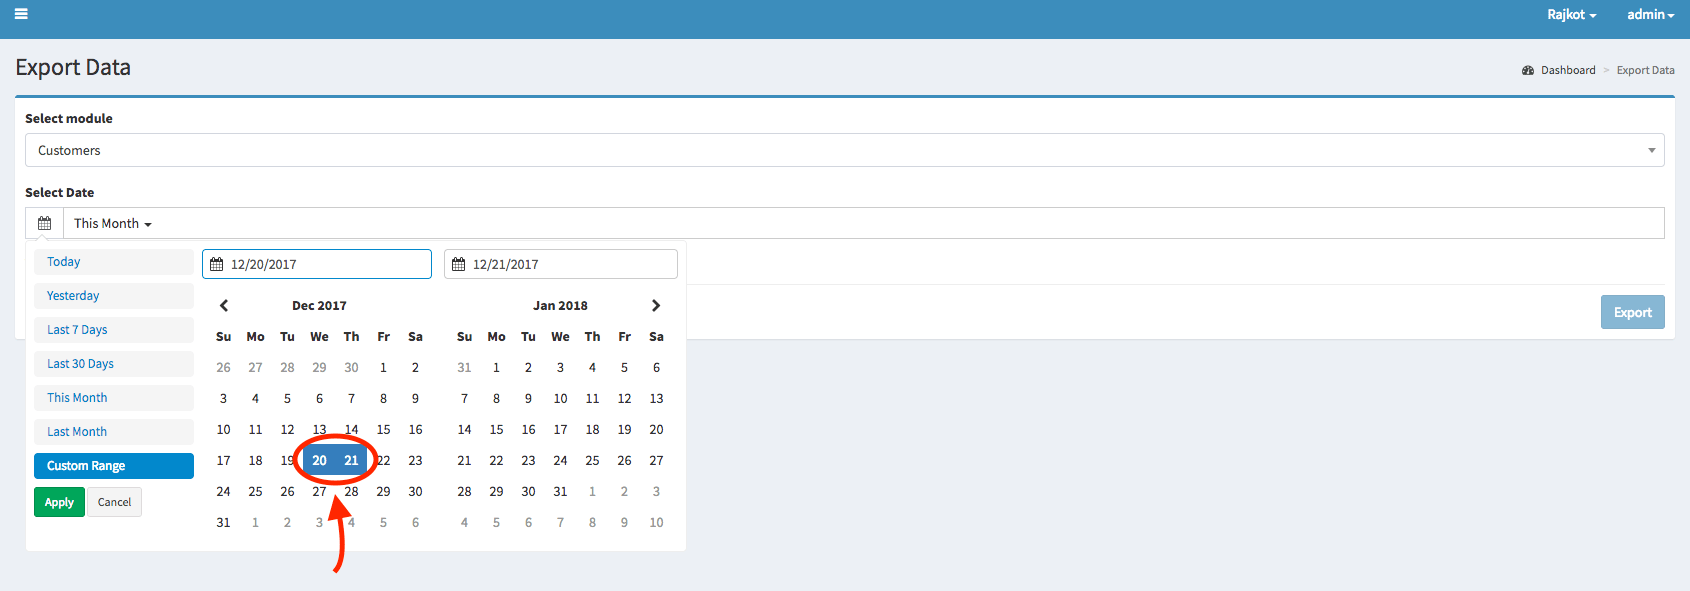 Rajkot admin
Export Data
Dashboard > Export Data
Select module
Customers
Select Date
This Month
Today
Yesterday
Last 7 Days
Last 30 Days
This Month
Last Month
Custom Range
Apply Cancel
12/20/2017 12/21/2017
Dec 2017
Su Mo Tu We Th Fr Sa
26 27 28 29 30 1 2
3 4 5 6 7 8 9
10 11 12 13 14 15 16
17 18 19 20 21 22 23
24 25 26 27 28 29 30
31 1 2 3 4 5 6
Jan 2018
Su Mo Tu We Th Fr Sa
31 1 2 3 4 5 6
7 8 9 10 11 12 13
14 15 16 17 18 19 20
21 22 23 24 25 26 27
28 29 30 31 1 2 3
4 5 6 7 8 9 10
Export